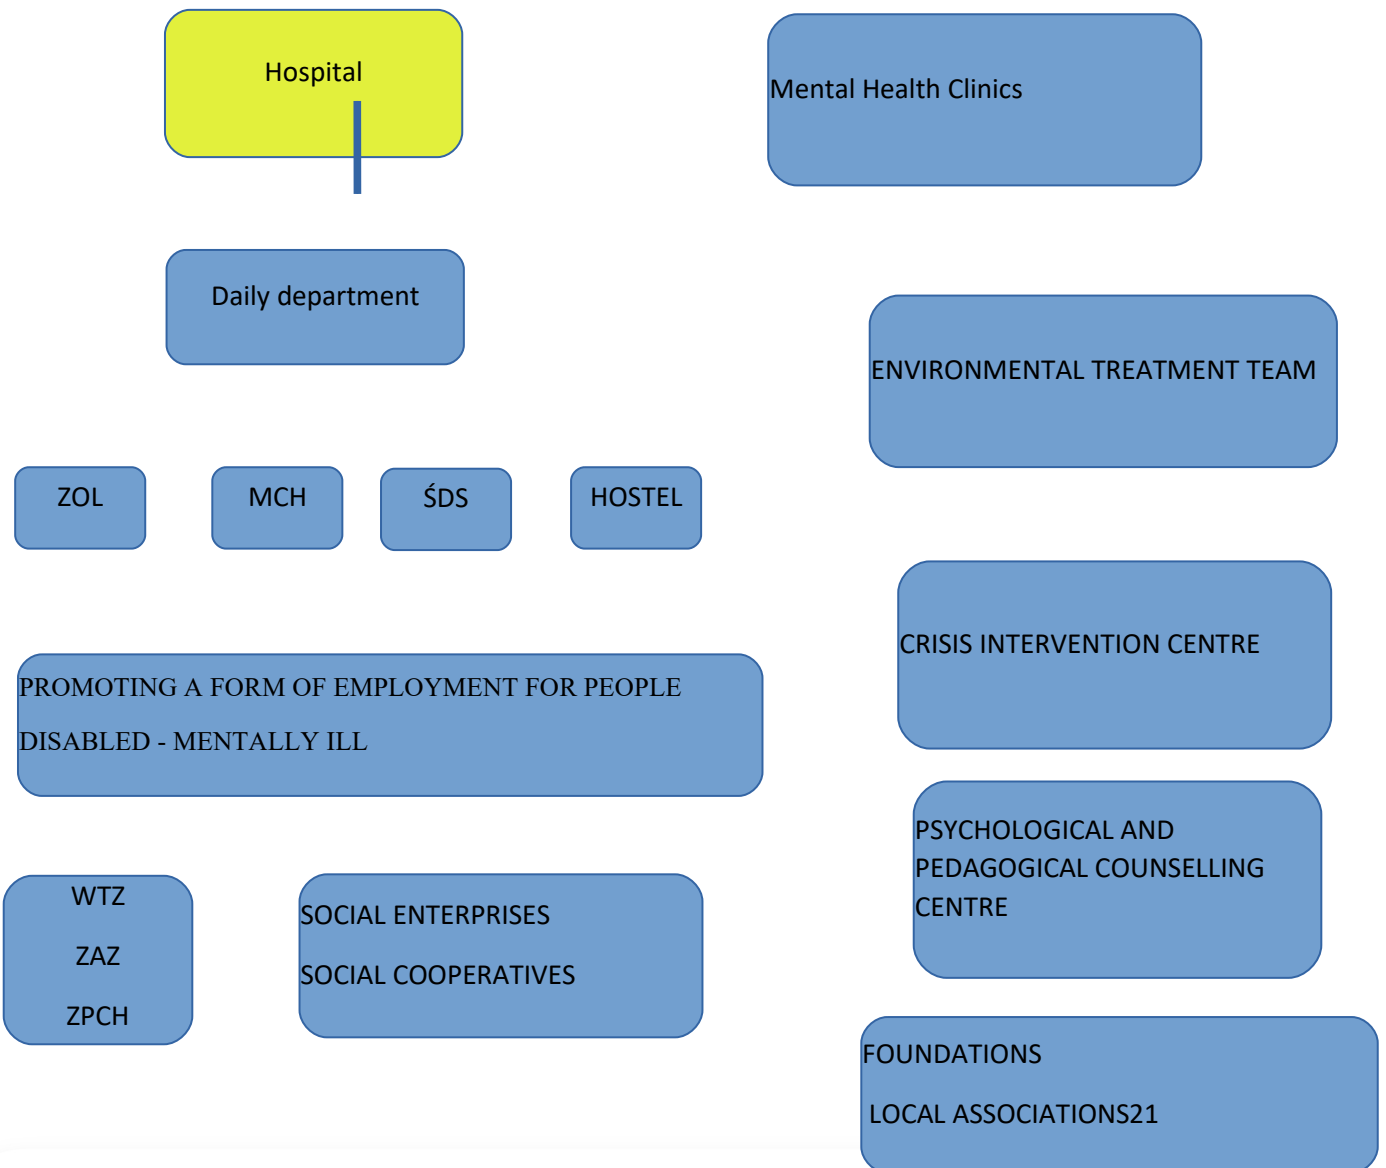 Hospital
Mental Health Clinics
Daily department
ENVIRONMENTAL TREATMENT TEAM
ZOL
MCH
ŚDS
HOSTEL
CRISIS INTERVENTION CENTRE
PROMOTING A FORM OF EMPLOYMENT FOR PEOPLE
DISABLED - MENTALLY ILL
PSYCHOLOGICAL AND
PEDAGOGICAL COUNSELLING
CENTRE
WTZ
ZAZ
ZPCH
SOCIAL ENTERPRISES
SOCIAL COOPERATIVES
FOUNDATIONS
LOCAL ASSOCIATIONS21